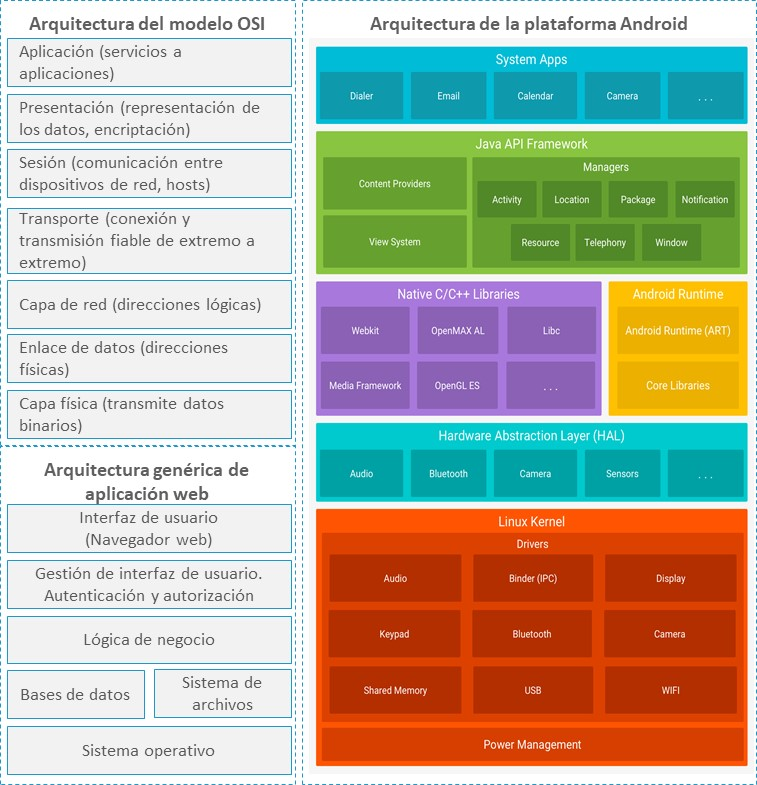 Arquitectura del modelo OSI
Aplicación (servicios a
aplicaciones)
Presentación (representación de
los datos, encriptación)
Sesión (comunicación entre
dispositivos de red, hosts)
Transporte (conexión y
transmisión fiable de extremo a
extremo)
Capa de red (direcciones lógicas)
Enlace de datos (direcciones
físicas)
Capa física (transmite datos
binarios)
Arquitectura genérica de
aplicación web
Interfaz de usuario
(Navegador web)
Gestión de interfaz de usuario.
Autenticación y autorización
Lógica de negocio
Bases de datos
Sistema de
archivos
Sistema operativo
Arquitectura de la plataforma Android
System Apps
Dialer
Email
Calendar
Camera
. . .
Java API Framework
Content Providers
View System
Managers
Activity
Location
Package
Notification
Resource
Telephony
Window
Native C/C++ Libraries
Webkit
OpenMAX AL
Libc
Media Framework
OpenGL ES
. . .
Android Runtime
Android Runtime (ART)
Core Libraries
Hardware Abstraction Layer (HAL)
Audio
Bluetooth
Camera
Sensors
. . .
Linux Kernel
Drivers
Audio
Binder (IPC)
Display
Keypad
Bluetooth
Camera
Shared Memory
USB
WIFI
Power Management